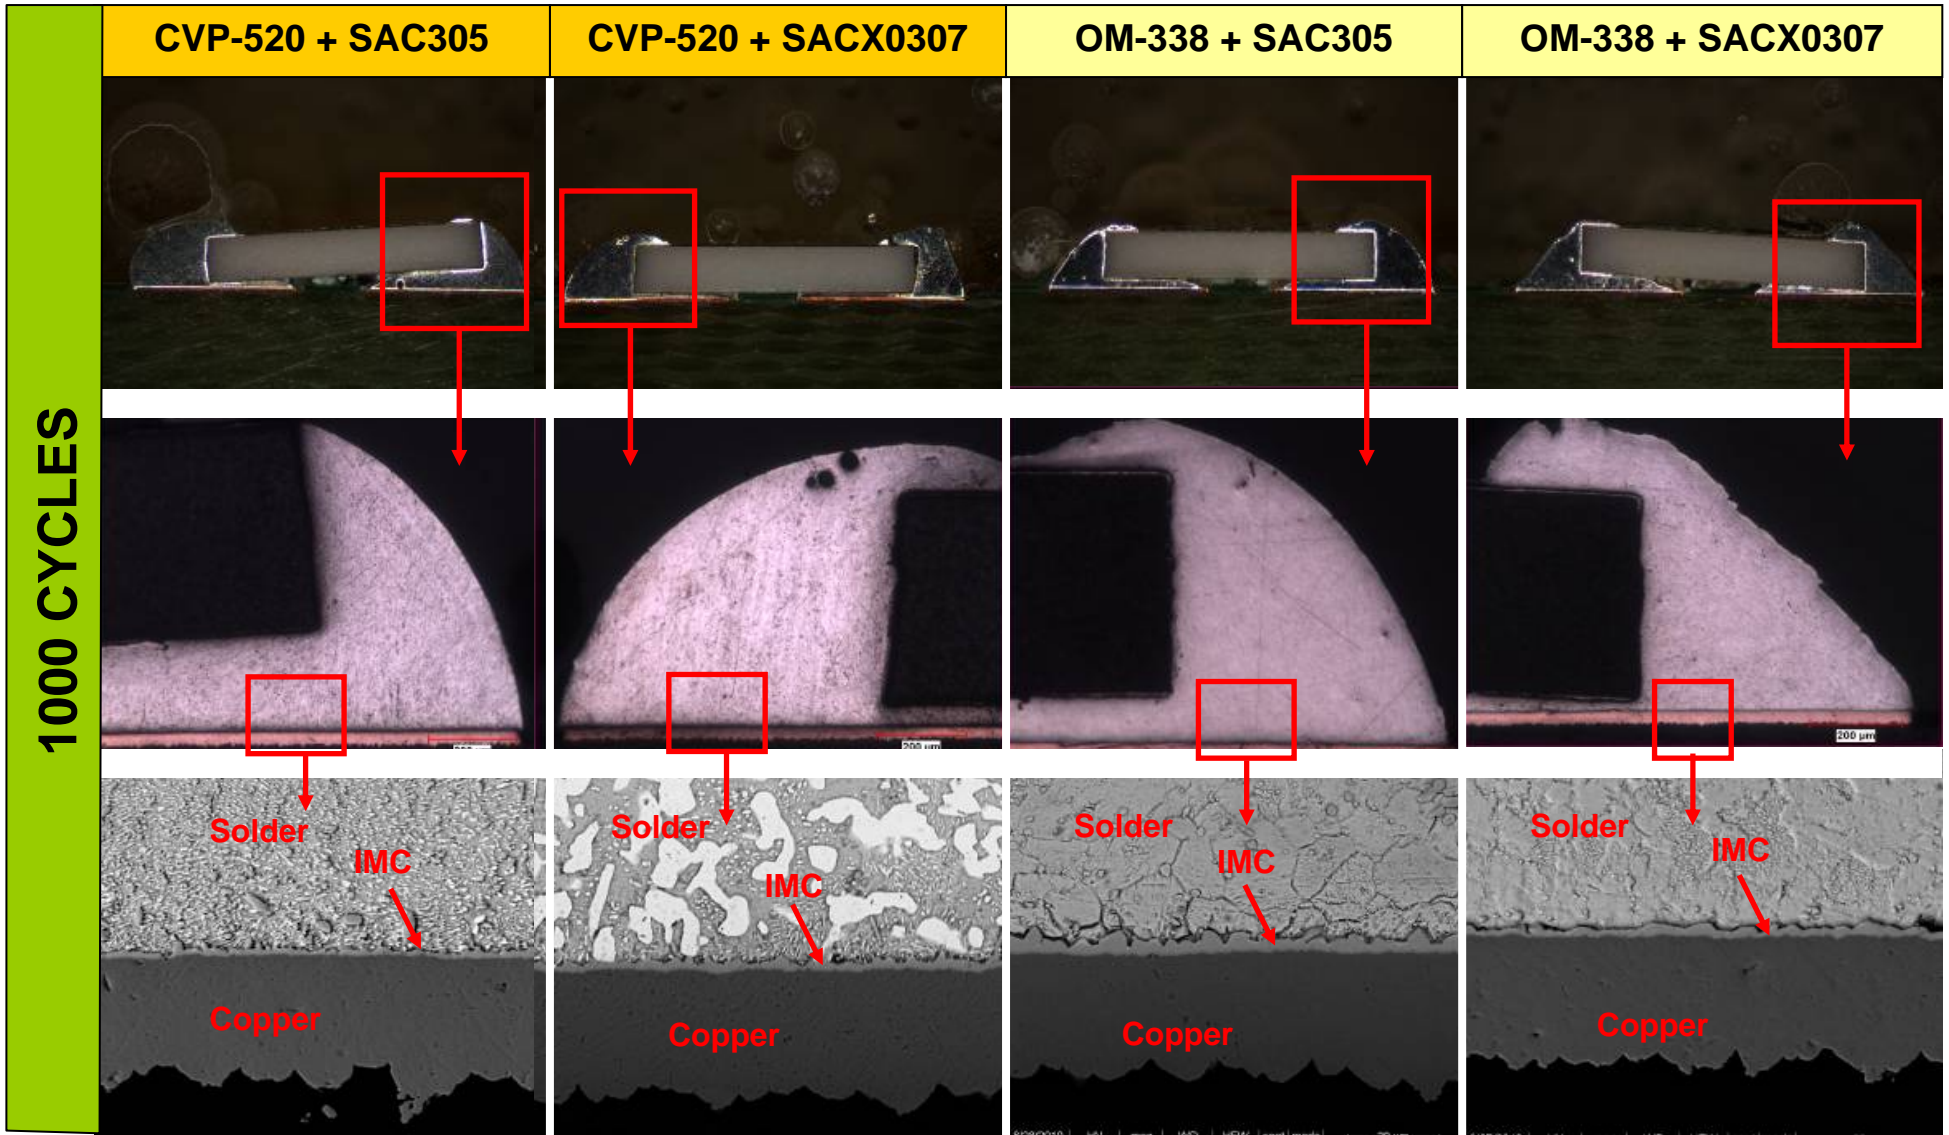 CVP-520 + SAC305
CVP-520 + SACX0307
OM-338 + SAC305
OM-338 + SACX0307
1000 CYCLES
200 µm
200 µm
Solder
IMC
Copper
Solder
IMC
Copper
Solder
IMC
Copper
Solder
IMC
Copper